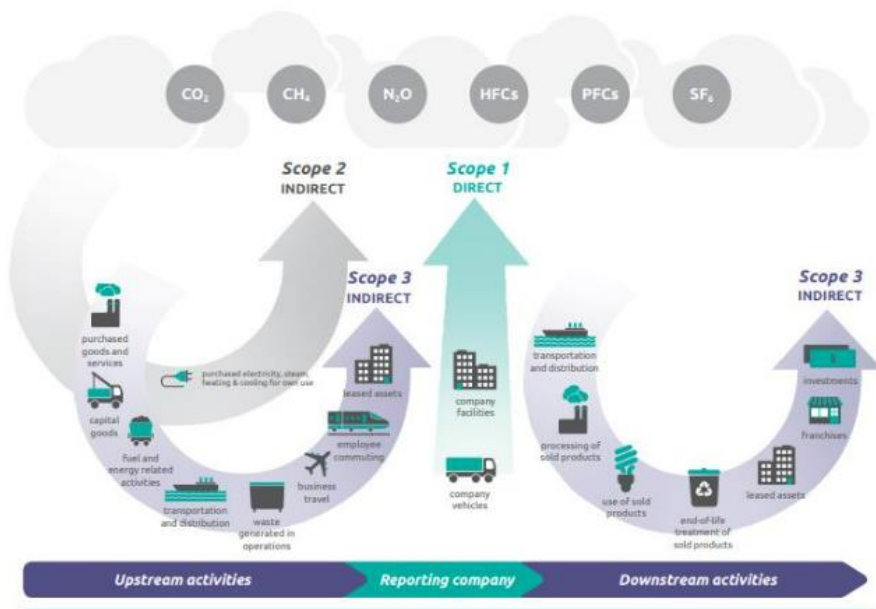 CO₂
CH₄
N₂O
HFCs
PFCs
SF₆
Scope 2
INDIRECT
Scope 1
DIRECT
Scope 3
INDIRECT
Scope 3
INDIRECT
purchased
goods and
services
capital
goods
fuel and
energy related
activities
purchased electricity, steam,
heating & cooling for own use
transportation
and distribution
waste
generated in
operations
business
travel
employee
commuting
leased assets
company
facilities
company
vehicles
transportation
and distribution
processing of
sold products
use of sold
products
end-of-life
treatment of
sold products
leased assets
franchises
investments
Upstream activities
Reporting company
Downstream activities